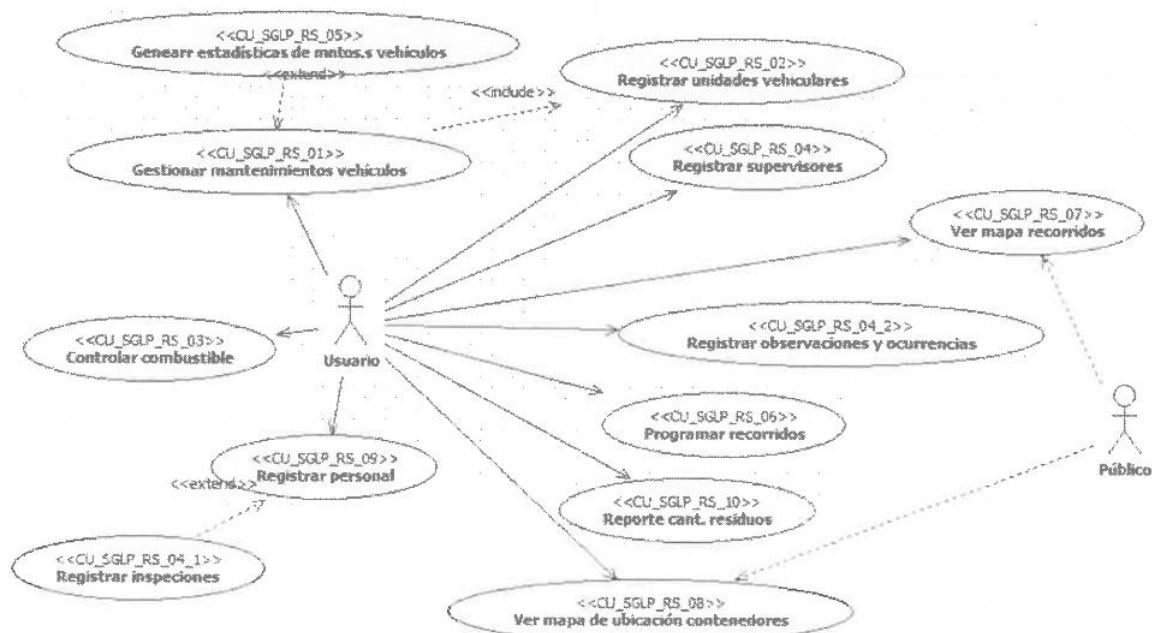 <<CU_SGLP_RS_05>>
Genearr estadísticas de mntos.s vehículos
<<extend>>
<<CU_SGLP_RS_02>>
Registrar unidades vehiculares
<<include>>
<<CU_SGLP_RS_01>>
Gestionar mantenimientos vehículos
<<CU_SGLP_RS_04>>
Registrar supervisores
<<CU_SGLP_RS_07>>
Ver mapa recorridos
<<CU_SGLP_RS_03>>
Controlar combustible
Usuario
<<CU_SGLP_RS_04_2>>
Registrar observaciones y ocurrencias
<<CU_SGLP_RS_06>>
Programar recorridos
Público
<<CU_SGLP_RS_09>>
Registrar personal
<<extend>>
<<CU_SGLP_RS_10>>
Reporte cant. residuos
<<CU_SGLP_RS_04_1>>
Registrar inspeciones
<<CU_SGLP_RS_08>>
Ver mapa de ubicación contenedores